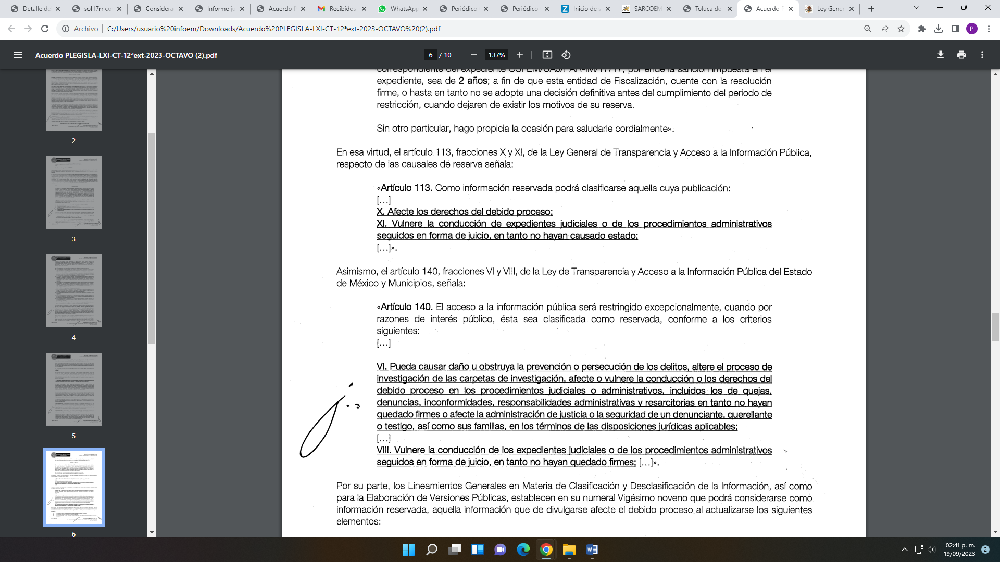 Detalle de
sol17rr co
Considera
Informe ju
Acuerdo P
Recibidos
WhatsApp
Periódico
Periódico
Inicio de s
SARCOEM
Toluca de
Acuerdo P
Ley Gener
Archivo
C:/Users/usuario%20infoem/Downloads/Acuerdo%20PLEGISLA-LXI-CT-12ªext-2023-OCTAVO%20(2).pdf
P
Acuerdo PLEGISLA-LXI-CT-12ªext-2023-OCTAVO (2).pdf
6 / 10
137%
2
3
4
5
6
expediente, sea de 2 años; a fin de que esta entidad de Fiscalización, cuente con la resolución
firme, o hasta en tanto no se adopte una decisión definitiva antes del cumplimiento del periodo de
restricción, cuando dejaren de existir los motivos de su reserva.
Sin otro particular, hago propicia la ocasión para saludarle cordialmente».
En esa virtud, el artículo 113, fracciones X y XI, de la Ley General de Transparencia y Acceso a la Información Pública,
respecto de las causales de reserva señala:
«Artículo 113. Como información reservada podrá clasificarse aquella cuya publicación:
[…]
X. Afecte los derechos del debido proceso;
XI. Vulnere la conducción de expedientes judiciales o de los procedimientos administrativos
seguidos en forma de juicio, en tanto no hayan causado estado;
[…]».
Asimismo, el artículo 140, fracciones VI y VIII, de la Ley de Transparencia y Acceso a la Información Pública del Estado
de México y Municipios, señala:
«Artículo 140. El acceso a la información pública será restringido excepcionalmente, cuando por
razones de interés público, ésta sea clasificada como reservada, conforme a los criterios
siguientes:
[…]
VI. Pueda causar daño u obstruya la prevención o persecución de los delitos, altere el proceso de
investigación de las carpetas de investigación, afecte o vulnere la conducción o los derechos del
debido proceso en los procedimientos judiciales o administrativos, incluidos los de quejas,
denuncias, inconformidades, responsabilidades administrativas y resarcitorias en tanto no hayan
quedado firmes o afecte la administración de justicia o la seguridad de un denunciante, querellante
o testigo, así como sus familias, en los términos de las disposiciones jurídicas aplicables;
[…]
VIII. Vulnere la conducción de los expedientes judiciales o de los procedimientos administrativos
seguidos en forma de juicio, en tanto no hayan quedado firmes; […]».
Por su parte, los Lineamientos Generales en Materia de Clasificación y Desclasificación de la Información, así como
para la Elaboración de Versiones Públicas, establecen en su numeral Vigésimo noveno que podrá considerarse como
información reservada, aquella información que de divulgarse afecte el debido proceso al actualizarse los siguientes
elementos:
02:41 p. m.
19/09/2023
2